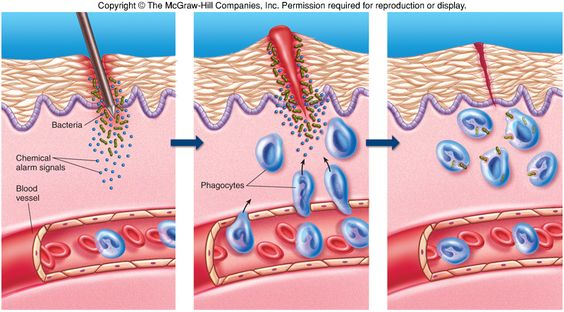 Copyright © The McGraw-Hill Companies, Inc. Permission required for reproduction or display.
Bacteria
Chemical
alarm signals
Blood
vessel
Phagocytes